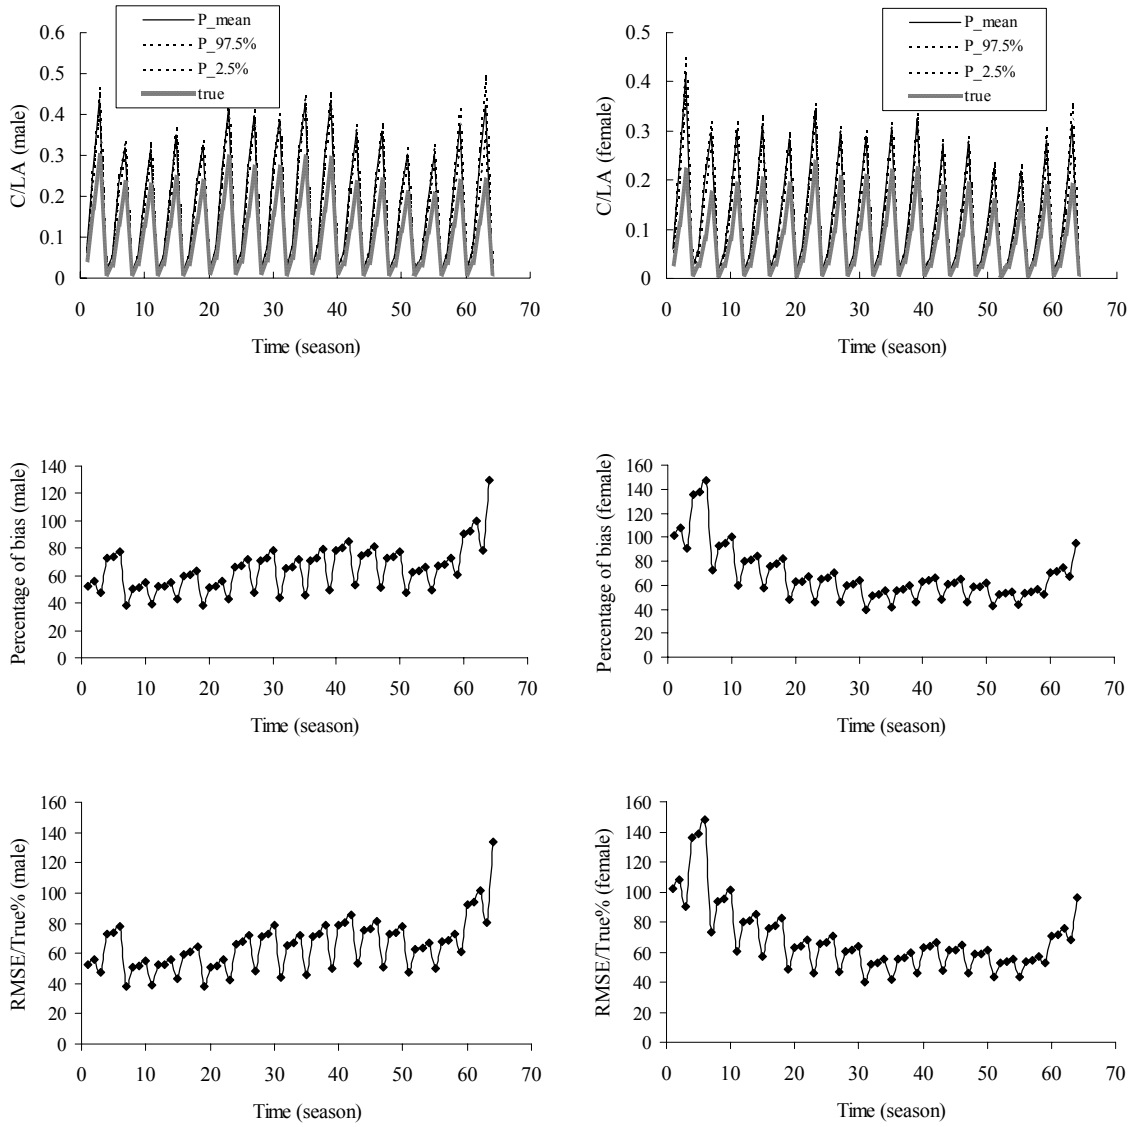 P_mean
P_97.5%
P_2.5%
true
C/LA (male)
0.6
0.5
0.4
0.3
0.2
0.1
0
0 10 20 30 40 50 60 70
Time (season)
P_mean
P_97.5%
P_2.5%
true
C/LA (female)
0.5
0.4
0.3
0.2
0.1
0
0 10 20 30 40 50 60 70
Time (season)
Percentage of bias (male)
140
120
100
80
60
40
20
0
0 10 20 30 40 50 60 70
Time (season)
Percentage of bias (female)
160
140
120
100
80
60
40
20
0
0 10 20 30 40 50 60 70
Time (season)
RMSE/True% (male)
160
140
120
100
80
60
40
20
0
0 10 20 30 40 50 60 70
Time (season)
RMSE/True% (female)
160
140
120
100
80
60
40
20
0
0 10 20 30 40 50 60 70
Time (season)